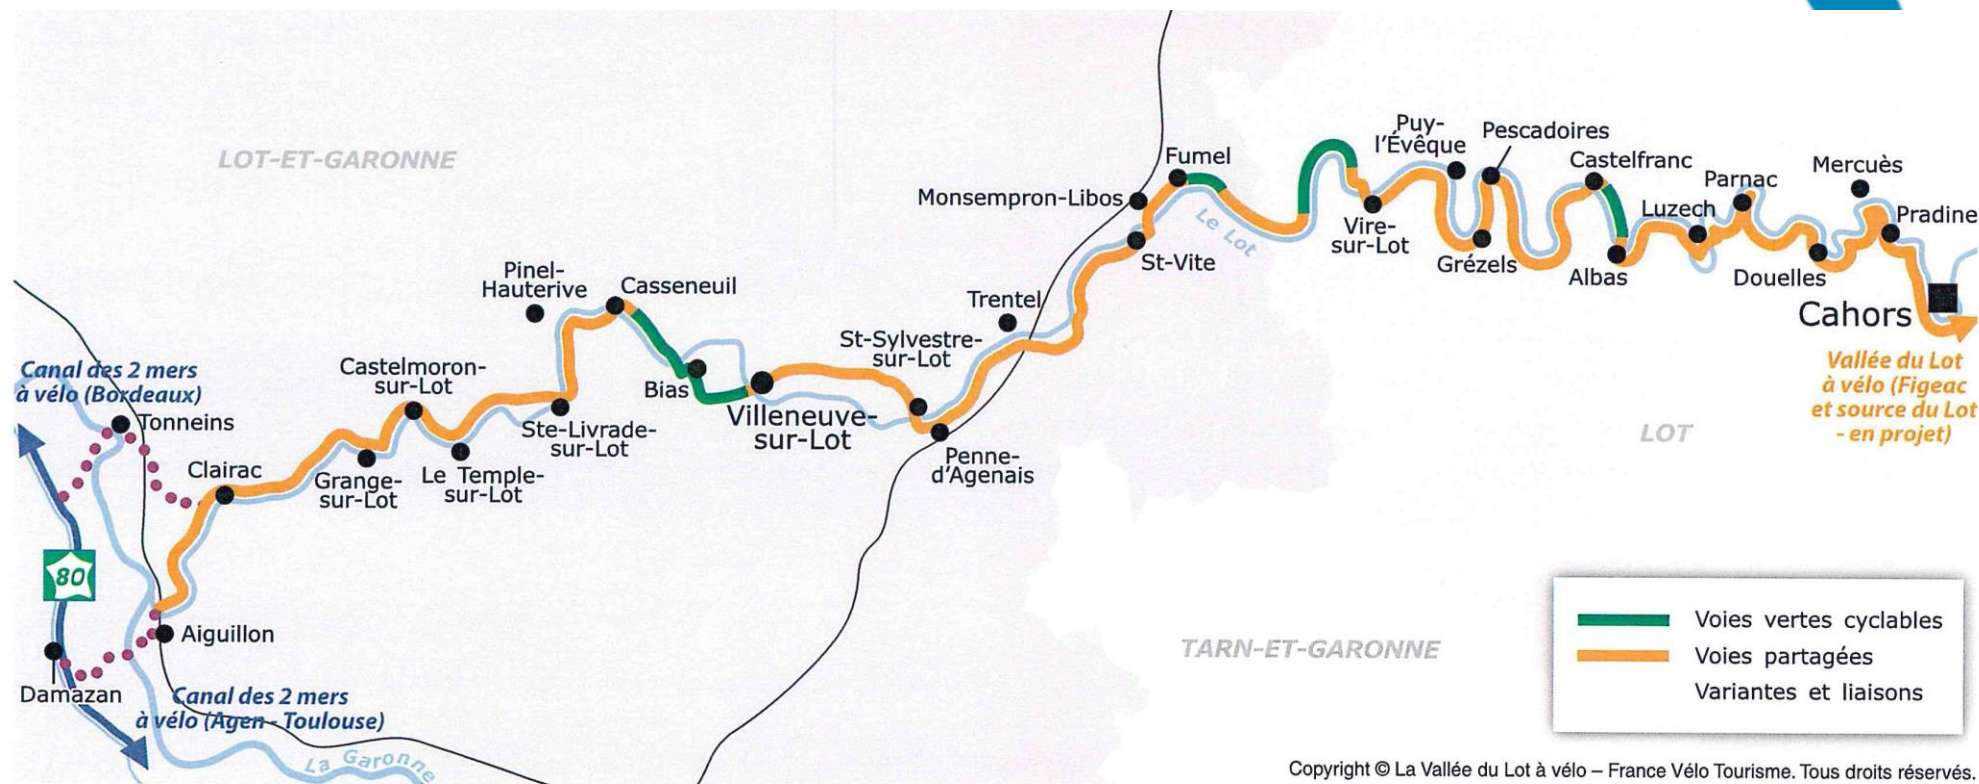 LOT-ET-GARONNE
Puy-
l'Évêque
Pescadoires
Fumel
Castelfranc
Mercuès
Monsempron-Libos
Parnac
Luzech
Pradine
Le Lot
Vire-
sur-Lot
St-Vite
Grézels
Albas
Douelles
Pinel-
Hauterive
Casseneuil
Trentel
Cahors
St-Sylvestre-
sur-Lot
Canal des 2 mers
à vélo (Bordeaux)
Castelmoron-
sur-Lot
Bias
Vallée du Lot
à vélo (Figeac
et source du Lot
- en projet)
Tonneins
Villeneuve-
sur-Lot
Ste-Livrade-
sur-Lot
LOT
Clairac
Grange-
sur-Lot
Le Temple-
sur-Lot
Penne-
d'Agenais
80
Aiguillon
TARN-ET-GARONNE
Voies vertes cyclables
Voies partagées
Variantes et liaisons
Damazan
Canal des 2 mers
à vélo (Agen - Toulouse)
La Garonne
Copyright © La Vallée du Lot à vélo – France Vélo Tourisme. Tous droits réservés.